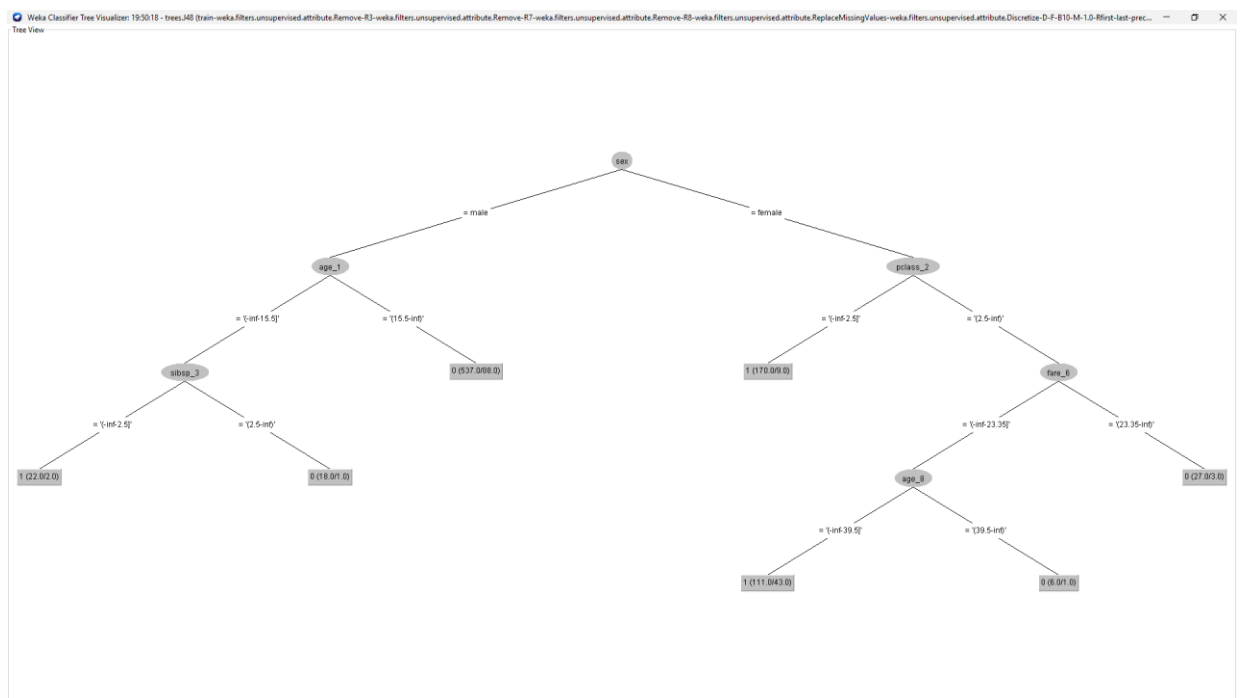 Weka Classifier Tree Visualizer: 19:50:18 - trees.J48 (train-weka.filters.unsupervised.attribute.Remove-R3-weka.filters.unsupervised.attribute.Remove-R7-weka.filters.unsupervised.attribute.Remove-R8-weka.filters.unsupervised.attribute.ReplaceMissingValues-weka.filters.unsupervised.attribute.Discretize-D-F-B10-M-1.0-Rfirst-last-prec...
Tree View
sex
= male = female
age_1 pclass_2
= '(-inf-15.5]' = '(15.5-inf)' = '(-inf-2.5]' = '(2.5-inf)'
sibsp_3 0 (537.0/88.0) 1 (170.0/9.0) fare_6
= '(-inf-2.5]' = '(2.5-inf)' = '(-inf-23.35]' = '(23.35-inf)'
1 (22.0/2.0) 0 (18.0/1.0) age_8 0 (27.0/3.0)
= '(-inf-39.5]' = '(39.5-inf)'
1 (111.0/43.0) 0 (6.0/1.0)